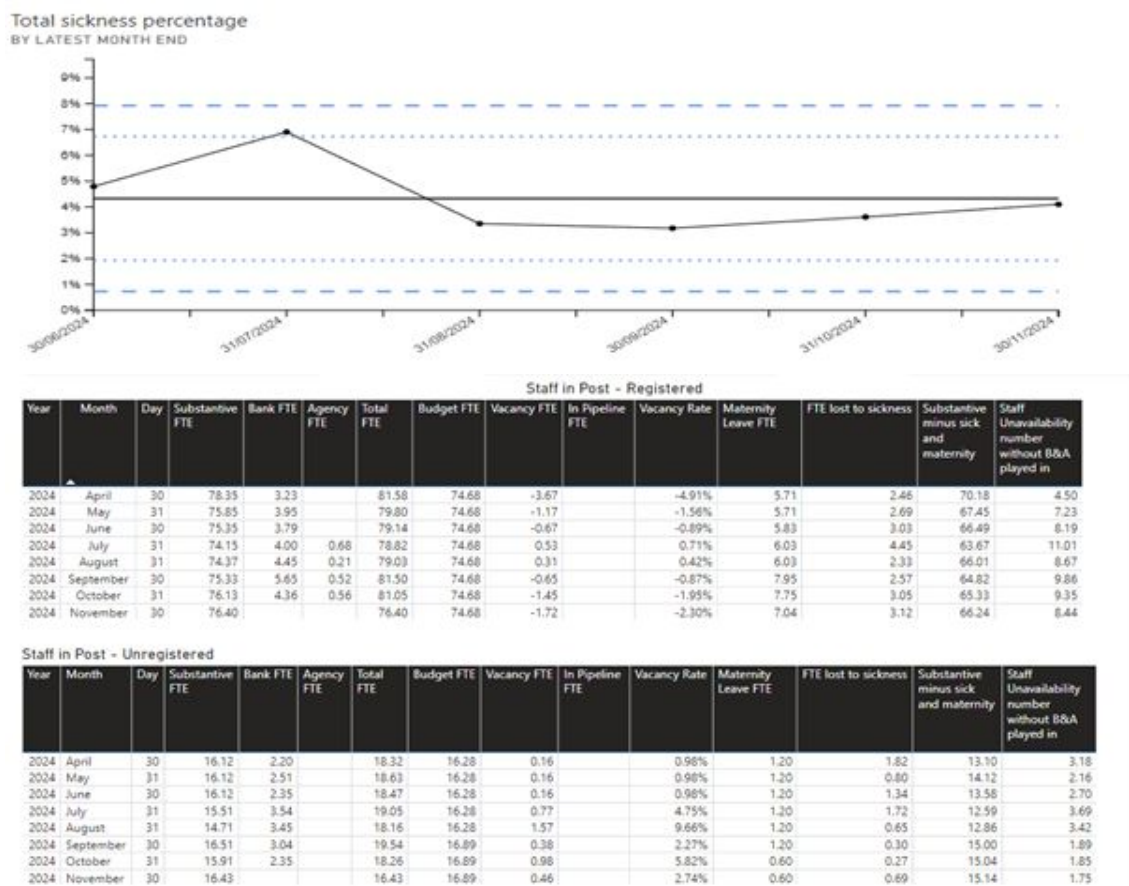 Total sickness percentage
BY LATEST MONTH END
9%
8%
7%
6%
5%
4%
3%
2%
1%
0%
30/06/2024 31/07/2024 31/08/2024 30/09/2024 31/10/2024 30/11/2024
Staff in Post - Registered
Year Month Day Substantive FTE Bank FTE Agency FTE Total FTE Budget FTE Vacancy FTE In Pipeline FTE Vacancy Rate Maternity Leave FTE FTE lost to sickness Substantive minus sick and maternity Staff Unavailability number without B&A played in
2024 April 30 78.35 3.23 81.58 74.68 -3.67 -4.91% 5.71 2.46 70.18 4.50
2024 May 31 75.85 3.95 79.80 74.68 -1.17 -1.56% 5.71 2.69 67.45 7.23
2024 June 30 75.35 3.79 79.14 74.68 -0.67 -0.89% 5.83 3.03 66.49 8.19
2024 July 31 74.15 4.00 0.68 78.82 74.68 0.53 0.71% 6.03 4.45 63.67 11.01
2024 August 31 74.37 4.45 0.21 79.03 74.68 0.31 0.42% 6.03 2.33 66.01 8.67
2024 September 30 75.33 5.65 0.52 81.50 74.68 -0.65 -0.87% 7.95 2.57 64.82 9.86
2024 October 31 76.13 4.36 0.56 81.05 74.68 -1.45 -1.95% 7.75 3.05 65.33 9.35
2024 November 30 76.40 76.40 74.68 -1.72 -2.30% 7.04 3.12 66.24 8.44
Staff in Post - Unregistered
Year Month Day Substantive FTE Bank FTE Agency FTE Total FTE Budget FTE Vacancy FTE In Pipeline FTE Vacancy Rate Maternity Leave FTE FTE lost to sickness Substantive minus sick and maternity Staff Unavailability number without B&A played in
2024 April 30 16.12 2.20 18.32 16.28 0.16 0.98% 1.20 1.82 13.10 3.18
2024 May 31 16.12 2.51 18.63 16.28 0.16 0.98% 1.20 0.80 14.12 2.16
2024 June 30 16.12 2.35 18.47 16.28 0.16 0.98% 1.20 1.34 13.58 2.70
2024 July 31 15.51 3.54 19.05 16.28 0.77 4.75% 1.20 1.72 12.59 3.69
2024 August 31 14.71 3.45 18.16 16.28 1.57 9.66% 1.20 0.65 12.86 3.42
2024 September 30 16.51 3.04 19.54 16.89 0.38 2.27% 1.20 0.30 15.00 1.89
2024 October 31 15.91 2.35 18.26 16.89 0.98 5.82% 0.60 0.27 15.04 1.85
2024 November 30 16.43 16.43 16.89 0.46 2.74% 0.60 0.69 15.14 1.75